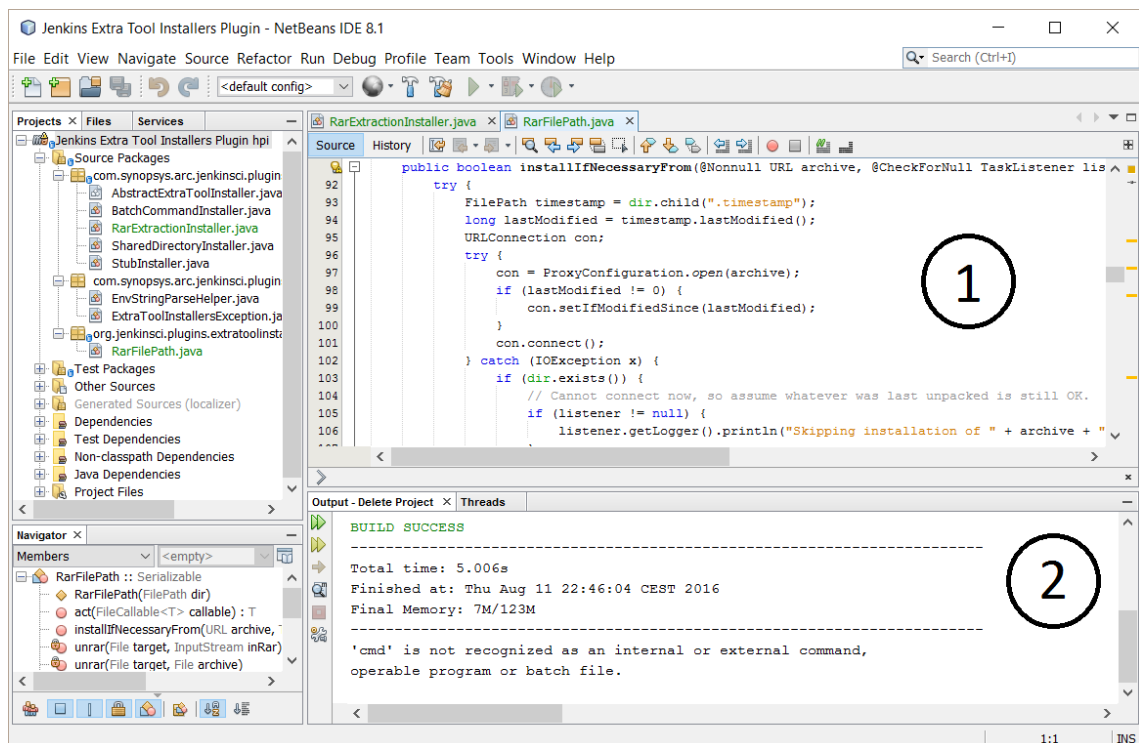 Jenkins Extra Tool Installers Plugin - NetBeans IDE 8.1
File Edit View Navigate Source Refactor Run Debug Profile Team Tools Window Help
Search (Ctrl+I)
<default config>
Projects Files Services
Jenkins Extra Tool Installers Plugin hpi
Source Packages
com.synopsys.arc.jenkinsci.plugin
AbstractExtraToolInstaller.java
BatchCommandInstaller.java
RarExtractionInstaller.java
SharedDirectoryInstaller.java
StubInstaller.java
com.synopsys.arc.jenkinsci.plugin
EnvStringParseHelper.java
ExtraToolInstallersException.ja
org.jenkinsci.plugins.extratoolinsta
RarFilePath.java
Test Packages
Other Sources
Generated Sources (localizer)
Dependencies
Test Dependencies
Non-classpath Dependencies
Java Dependencies
Project Files
Navigator
Members <empty>
RarFilePath :: Serializable
RarFilePath(FilePath dir)
act(FileCallable<T> callable) : T
installIfNecessaryFrom(URL archive,
unrar(File target, InputStream inRar)
unrar(File target, File archive)
RarExtractionInstaller.java RarFilePath.java
Source History
public boolean installIfNecessaryFrom(@Nonnull URL archive, @CheckForNull TaskListener lis
92 try {
93 FilePath timestamp = dir.child(".timestamp");
94 long lastModified = timestamp.lastModified();
95 URLConnection con;
96 try {
97 con = ProxyConfiguration.open(archive);
98 if (lastModified != 0) {
99 con.setIfModifiedSince(lastModified);
100 }
101 con.connect();
102 } catch (IOException x) {
103 if (dir.exists()) {
104 // Cannot connect now, so assume whatever was last unpacked is still OK.
105 if (listener != null) {
106 listener.getLogger().println("Skipping installation of " + archive + "
1
Output - Delete Project Threads
BUILD SUCCESS
------------------------------------------------------------------------
Total time: 5.006s
Finished at: Thu Aug 11 22:46:04 CEST 2016
Final Memory: 7M/123M
------------------------------------------------------------------------
'cmd' is not recognized as an internal or external command,
operable program or batch file.
2
1:1 INS